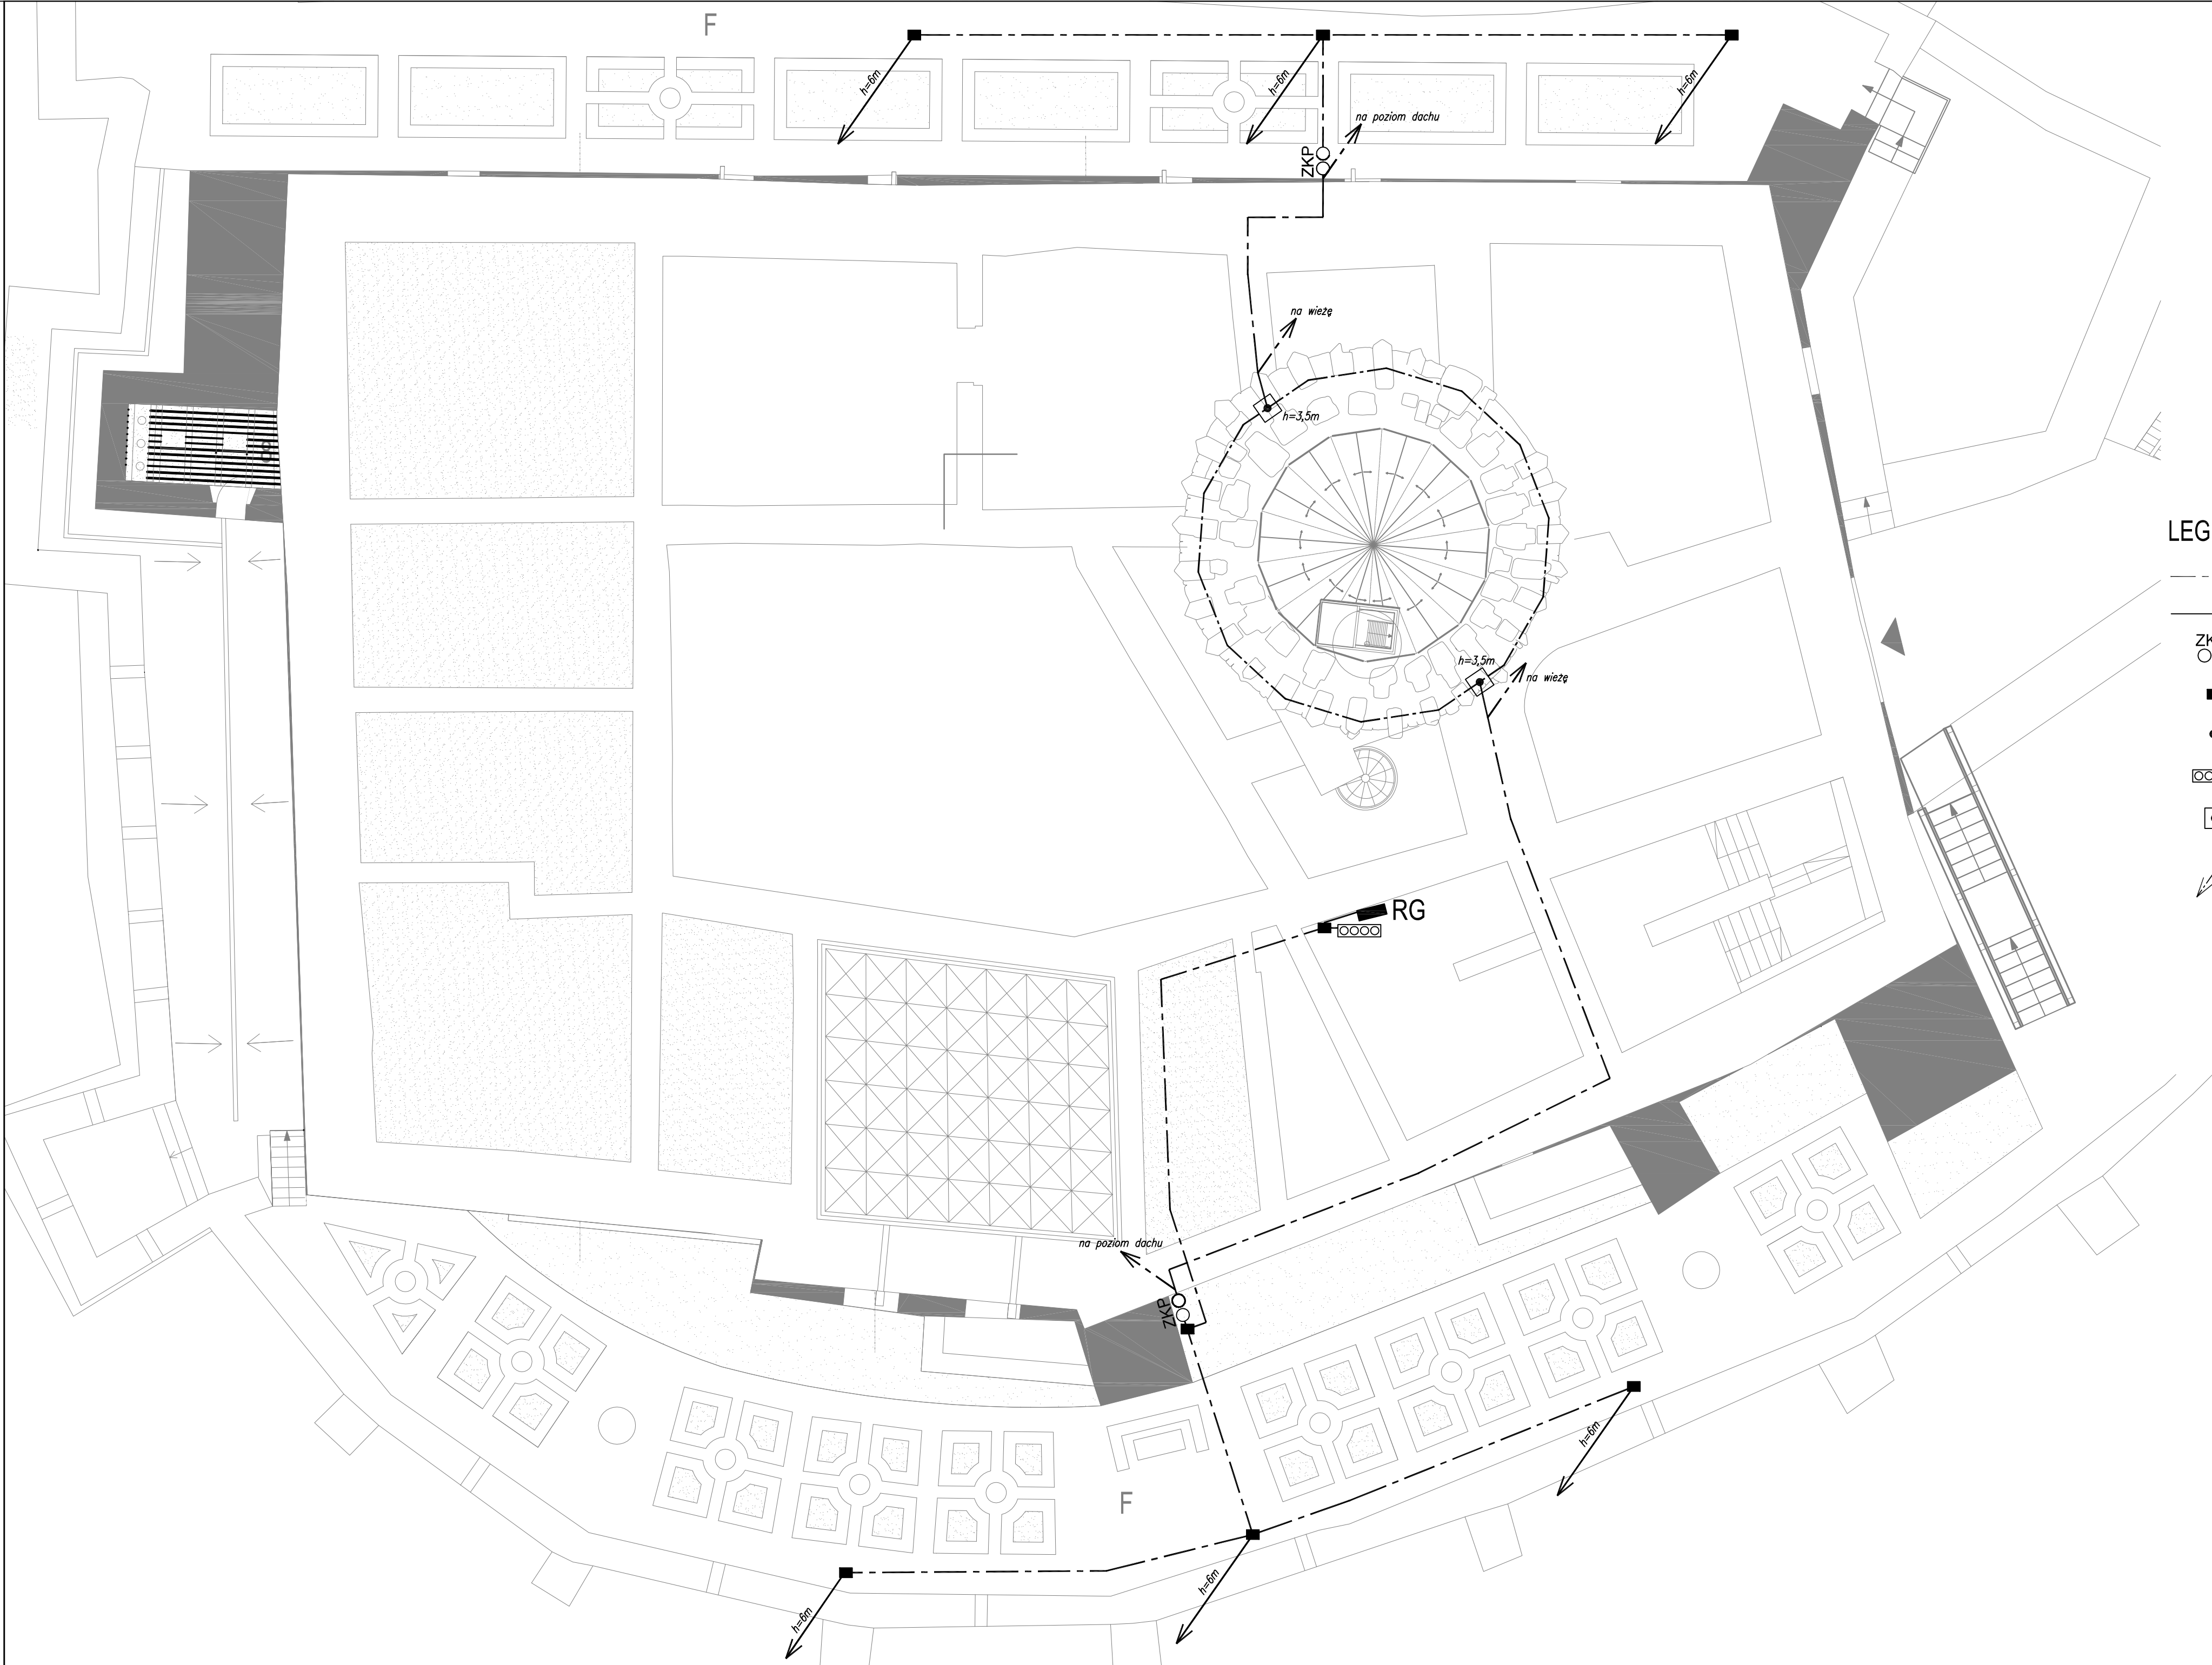 F
h=6m
h=6m
h=6m
na poziom dachu
ZKP
na wieżę
h=3,5m
LEG
h=3,5m
na wieżę
RG
na poziom dachu
ZKP
h=6m
F
h=6m
h=6m